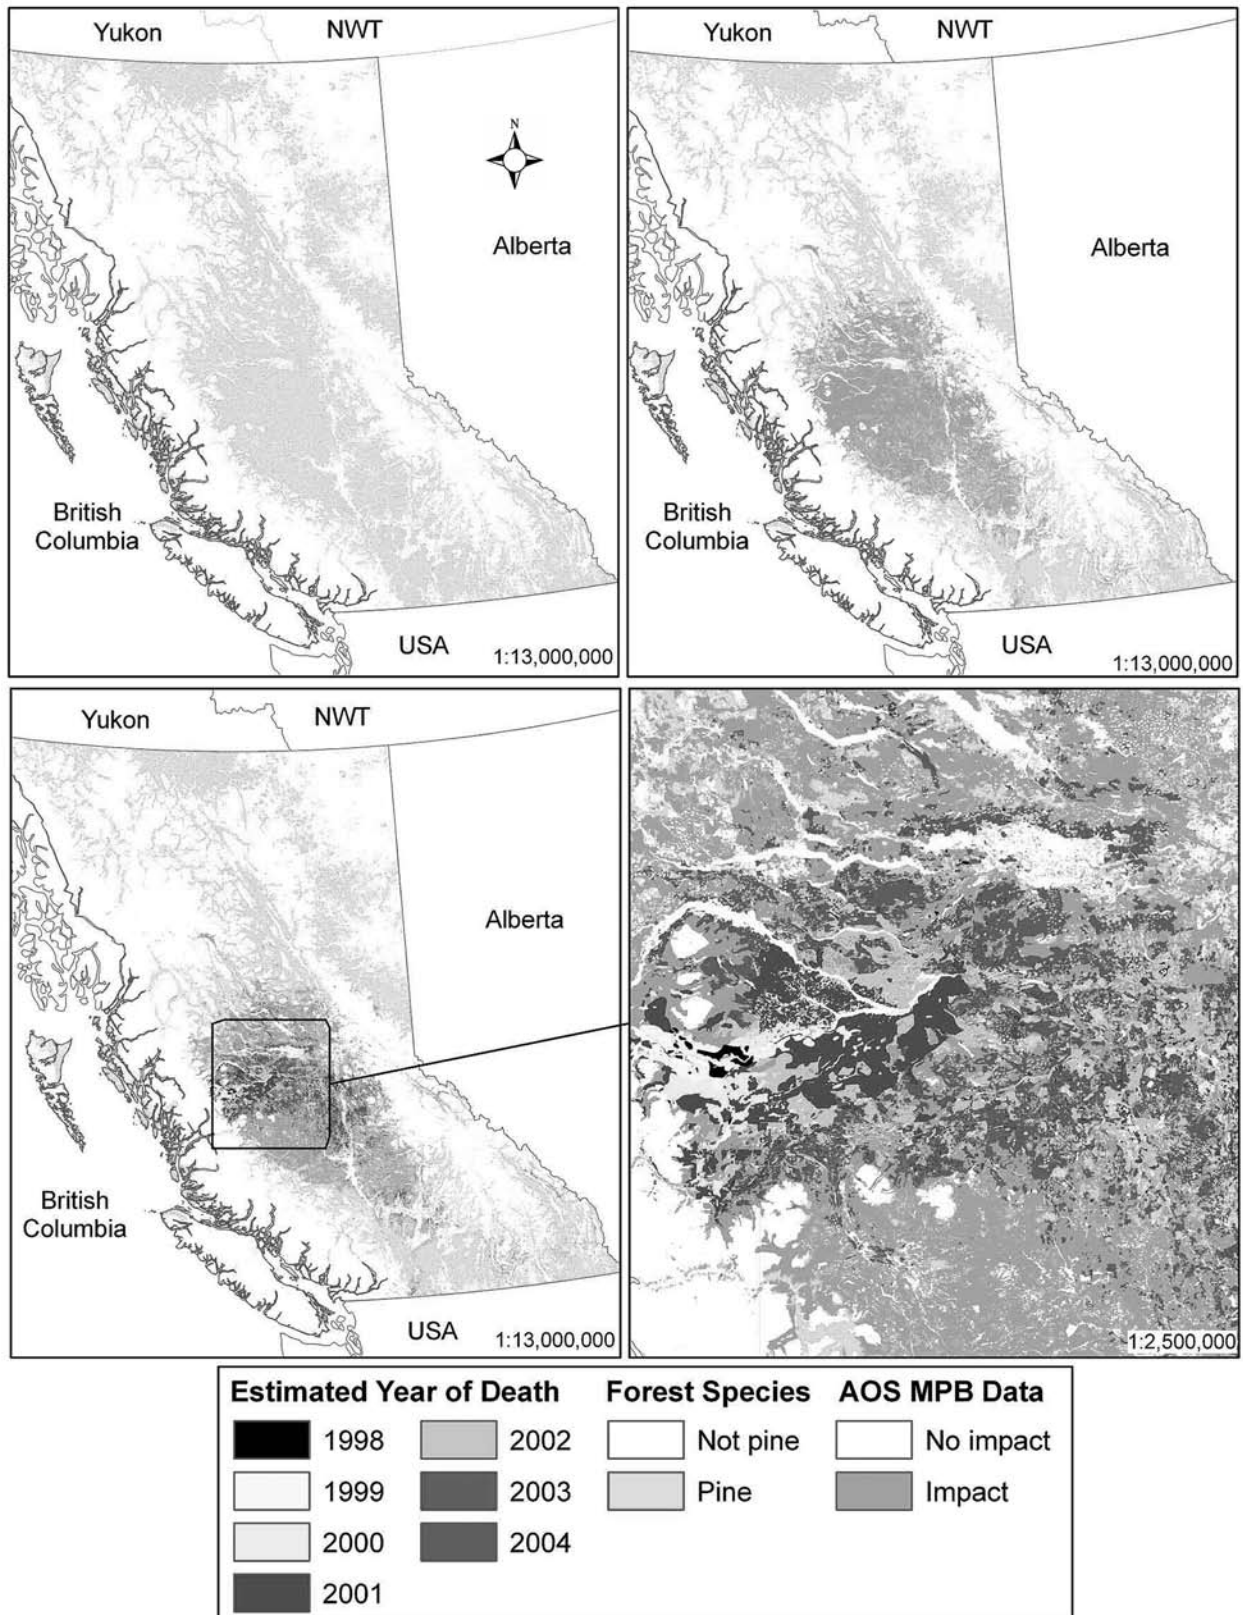 Yukon
NWT
N
Alberta
British
Columbia
USA
1:13,000,000
Yukon
NWT
Alberta
British
Columbia
USA
1:13,000,000
Yukon
NWT
Alberta
British
Columbia
USA
1:13,000,000
1:2,500,000
Estimated Year of Death
1998
1999
2000
2001
2002
2003
2004
Forest Species
Not pine
Pine
AOS MPB Data
No impact
Impact